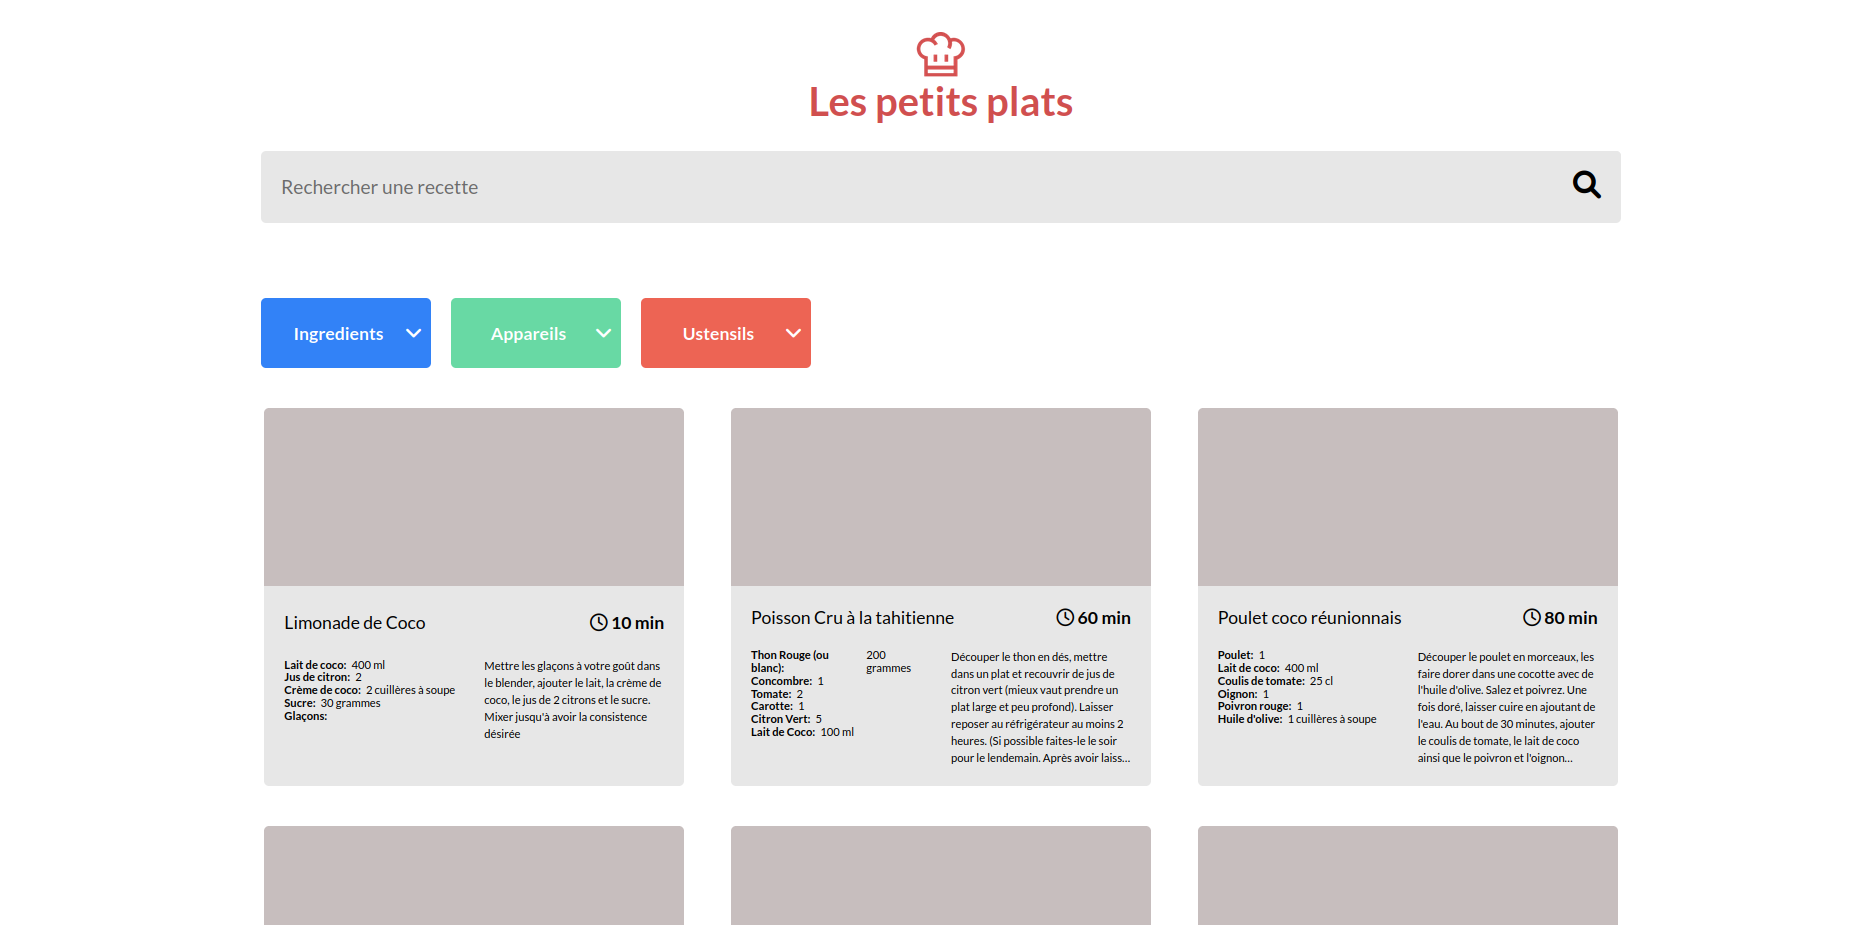 Les petits plats
Rechercher une recette
Ingredients
Appareils
Ustensils
Limonade de Coco
10 min
Lait de coco: 400 ml
Jus de citron: 2
Crème de coco: 2 cuillères à soupe
Sucre: 30 grammes
Glaçons:
Mettre les glaçons à votre goût dans
le blender, ajouter le lait, la crème de
coco, le jus de 2 citrons et le sucre.
Mixer jusqu'à avoir la consistence
désirée
Poisson Cru à la tahitienne
60 min
Thon Rouge (ou
blanc):
200
grammes
Concombre: 1
Tomate: 2
Carotte: 1
Citron Vert: 5
Lait de Coco: 100 ml
Découper le thon en dés, mettre
dans un plat et recouvrir de jus de
citron vert (mieux vaut prendre un
plat large et peu profond). Laisser
reposer au réfrigérateur au moins 2
heures. (Si possible faites-le le soir
pour le lendemain. Après avoir laiss...
Poulet coco réunionnais
80 min
Poulet: 1
Lait de coco: 400 ml
Coulis de tomate: 25 cl
Oignon: 1
Poivron rouge: 1
Huile d'olive: 1 cuillères à soupe
Découper le poulet en morceaux, les
faire dorer dans une cocotte avec de
l'huile d'olive. Salez et poivrez. Une
fois doré, laisser cuire en ajoutant de
l'eau. Au bout de 30 minutes, ajouter
le coulis de tomate, le lait de coco
ainsi que le poivron et l'oignon...